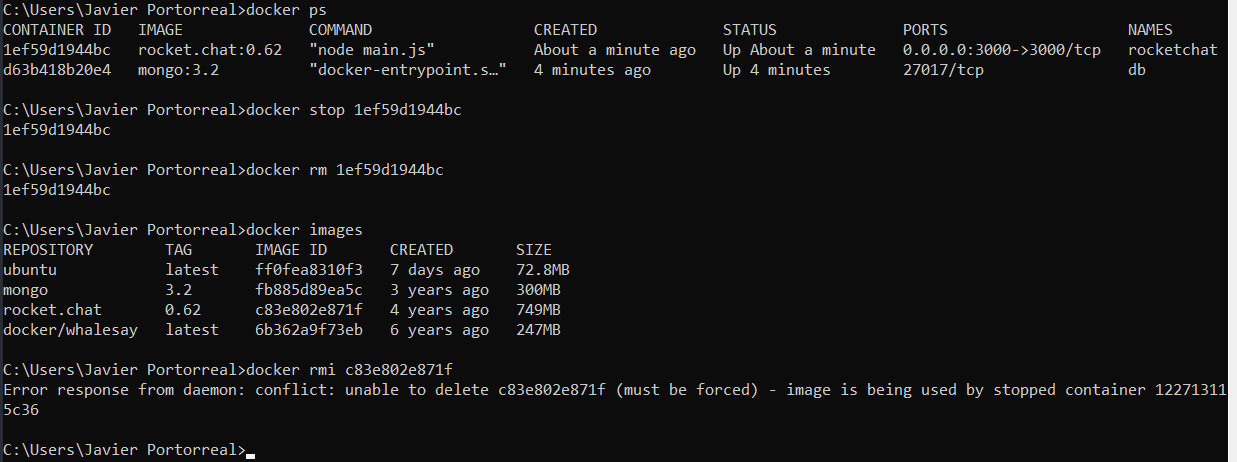 C:\Users\Javier Portorreal>docker ps
CONTAINER ID   IMAGE             COMMAND                  CREATED              STATUS              PORTS                    NAMES
1ef59d1944bc   rocket.chat:0.62   "node main.js"           About a minute ago   Up About a minute   0.0.0.0:3000->3000/tcp   rocketchat
d63b418b20e4   mongo:3.2          "docker-entrypoint.s…"   4 minutes ago        Up 4 minutes        27017/tcp                db
C:\Users\Javier Portorreal>docker stop 1ef59d1944bc
1ef59d1944bc
C:\Users\Javier Portorreal>docker rm 1ef59d1944bc
1ef59d1944bc
C:\Users\Javier Portorreal>docker images
REPOSITORY        TAG       IMAGE ID       CREATED       SIZE
ubuntu            latest    ff0fea8310f3   7 days ago    72.8MB
mongo             3.2       fb885d89ea5c   3 years ago   300MB
rocket.chat       0.62      c83e802e871f   4 years ago   749MB
docker/whalesay   latest    6b362a9f73eb   6 years ago   247MB
C:\Users\Javier Portorreal>docker rmi c83e802e871f
Error response from daemon: conflict: unable to delete c83e802e871f (must be forced) - image is being used by stopped container 12271311
5c36
C:\Users\Javier Portorreal>